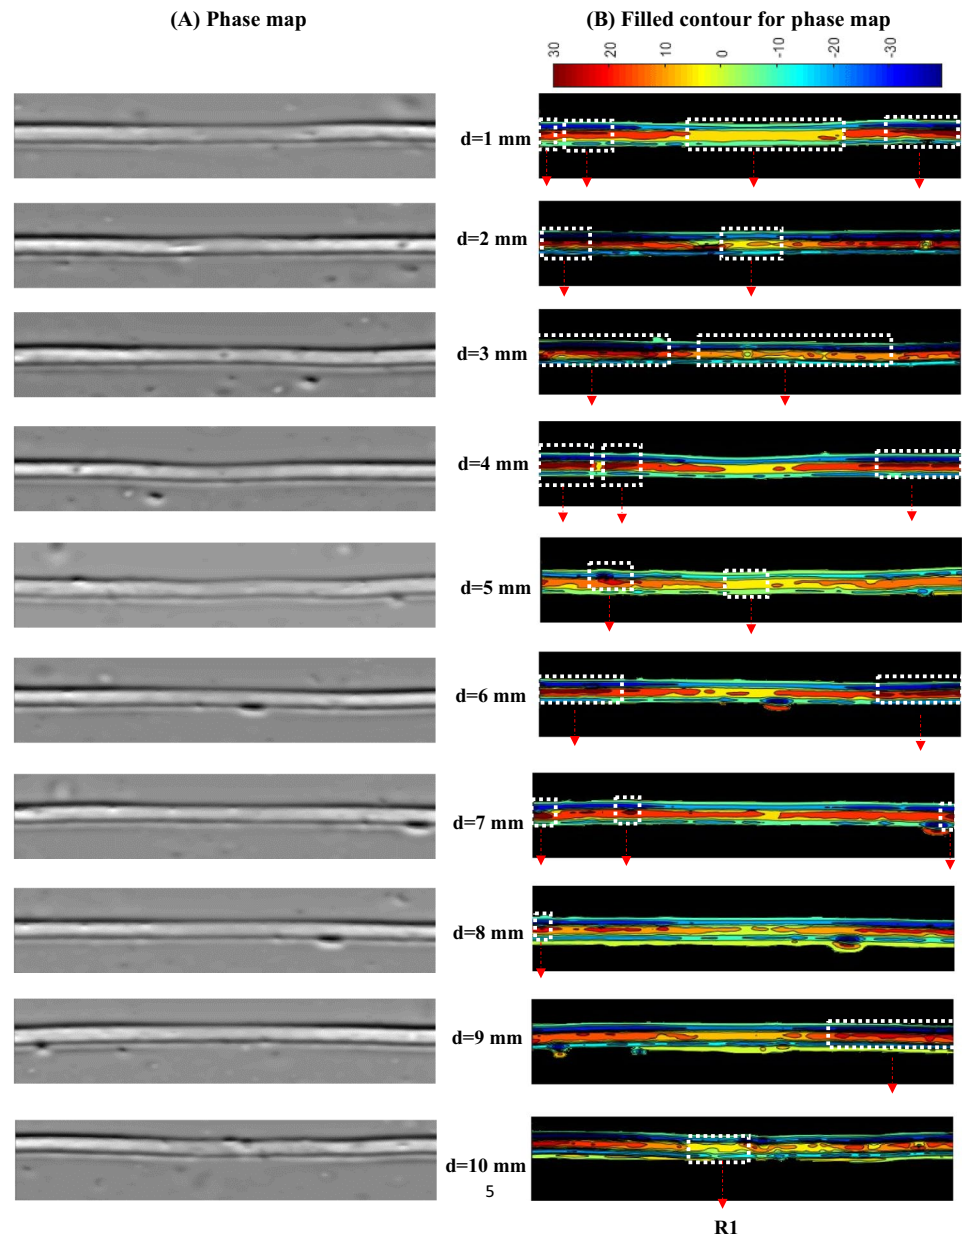 (A) Phase map
(B) Filled contour for phase map
30 20 10 0 -10 -20 -30
d=1 mm
d=2 mm
d=3 mm
d=4 mm
d=5 mm
d=6 mm
d=7 mm
d=8 mm
d=9 mm
d=10 mm
5
R1